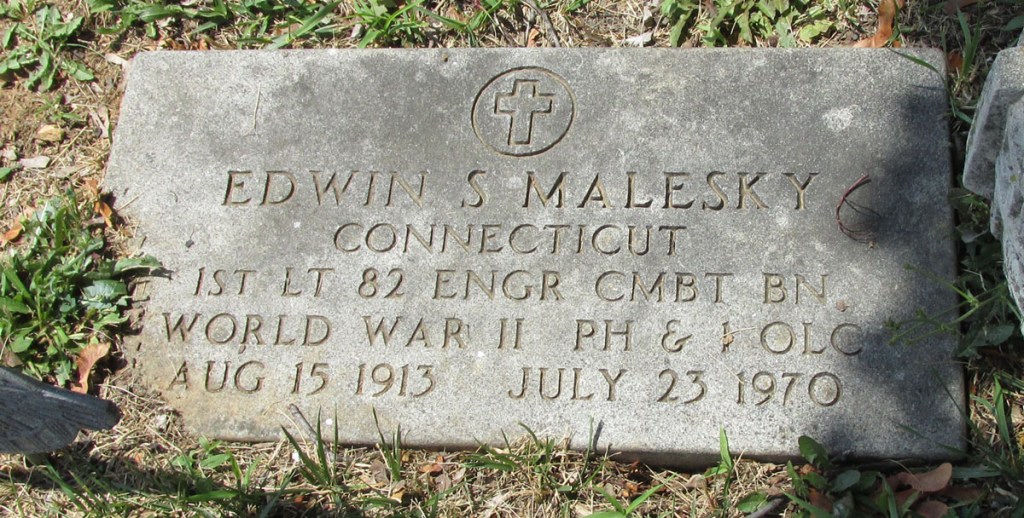 EDWIN S MALESKY
CONNECTICUT
1ST LT 82 ENGR CMBT BN
WORLD WAR II PH & 1 OLC
AUG 15 1913 JULY 23 1970